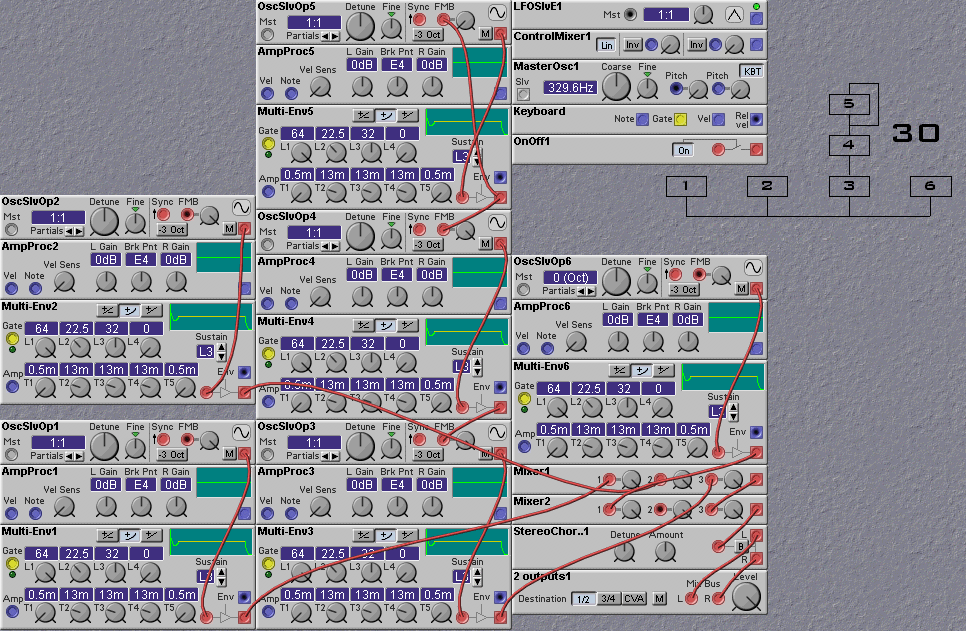 OscSlvOp5 Detune Fine Sync FMB
Mst 1:1
Partials -3 Oct M
AmpProc5 L Gain Brk Pnt R Gain
Vel Sens 0dB E4 0dB
Vel Note
Multi-Env5
Gate 64 22.5 32 0
L1 L2 L3 L4 Sustain
L3
Amp 0.5m 13m 13m 13m 0.5m Env
T1 T2 T3 T4 T5
LFOSlvE1 Mst 1:1
ControlMixer1 Lin Inv Inv
MasterOsc1 Coarse Fine KBT
Slv 329.6Hz Pitch Pitch
Keyboard Note Gate Vel Rel vel
OnOff1 On
5
30
4
1 2 3 6
OscSlvOp2 Detune Fine Sync FMB
Mst 1:1
Partials -3 Oct M
AmpProc2 L Gain Brk Pnt R Gain
Vel Sens 0dB E4 0dB
Vel Note
Multi-Env2
Gate 64 22.5 32 0
L1 L2 L3 L4 Sustain
L3
Amp 0.5m 13m 13m 13m 0.5m Env
T1 T2 T3 T4 T5
OscSlvOp4 Detune Fine Sync FMB
Mst 1:1
Partials -3 Oct M
AmpProc4 L Gain Brk Pnt R Gain
Vel Sens 0dB E4 0dB
Vel Note
Multi-Env4
Gate 64 22.5 32 0
L1 L2 L3 L4 Sustain
L3
Amp 0.5m 13m 13m 13m 0.5m Env
T1 T2 T3 T4 T5
OscSlvOp6 Detune Fine Sync FMB
Mst 0 (Oct)
Partials -3 Oct M
AmpProc6 L Gain Brk Pnt R Gain
Vel Sens 0dB E4 0dB
Vel Note
Multi-Env6
Gate 64 22.5 32 0
L1 L2 L3 L4 Sustain
L3
Amp 0.5m 13m 13m 13m 0.5m Env
T1 T2 T3 T4 T5
OscSlvOp1 Detune Fine Sync FMB
Mst 1:1
Partials -3 Oct M
AmpProc1 L Gain Brk Pnt R Gain
Vel Sens 0dB E4 0dB
Vel Note
Multi-Env1
Gate 64 22.5 32 0
L1 L2 L3 L4 Sustain
L3
Amp 0.5m 13m 13m 13m 0.5m Env
T1 T2 T3 T4 T5
OscSlvOp3 Detune Fine Sync FMB
Mst 1:1
Partials -3 Oct M
AmpProc3 L Gain Brk Pnt R Gain
Vel Sens 0dB E4 0dB
Vel Note
Multi-Env3
Gate 64 22.5 32 0
L1 L2 L3 L4 Sustain
L3
Amp 0.5m 13m 13m 13m 0.5m Env
T1 T2 T3 T4 T5
Mixer1 1 2 3
Mixer2 1 2 3
StereoChor..1 Detune Amount L
B
R
2 outputs1 Mix Bus Level
Destination 1/2 3/4 CVA M L R